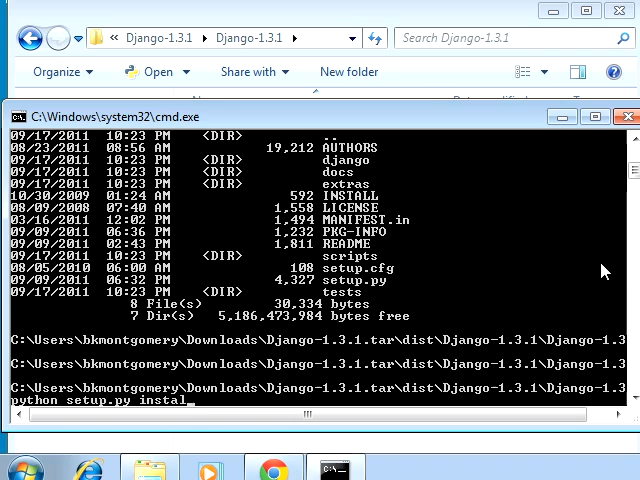 Django-1.3.1 Django-1.3.1 Search Django-1.3.1
Organize Open Share with New folder
C:\Windows\system32\cmd.exe
09/17/2011 10:23 PM <DIR> ..
08/23/2011 08:56 AM 19,212 AUTHORS
09/17/2011 10:23 PM <DIR> django
09/17/2011 10:23 PM <DIR> docs
09/17/2011 10:23 PM <DIR> extras
10/30/2009 01:24 AM 592 INSTALL
08/09/2008 07:40 AM 1,558 LICENSE
03/16/2011 12:02 PM 1,494 MANIFEST.in
09/09/2011 06:36 PM 1,232 PKG-INFO
09/09/2011 02:43 PM 1,811 README
09/17/2011 10:23 PM <DIR> scripts
08/05/2010 06:00 AM 108 setup.cfg
09/09/2011 06:32 PM 4,327 setup.py
09/17/2011 10:23 PM <DIR> tests
8 File(s) 30,334 bytes
7 Dir(s) 5,186,473,984 bytes free
C:\Users\bkmontgomery\Downloads\Django-1.3.1.tar\dist\Django-1.3.1\Django-1.3
C:\Users\bkmontgomery\Downloads\Django-1.3.1.tar\dist\Django-1.3.1\Django-1.3
C:\Users\bkmontgomery\Downloads\Django-1.3.1.tar\dist\Django-1.3.1\Django-1.3
python setup.py instal_